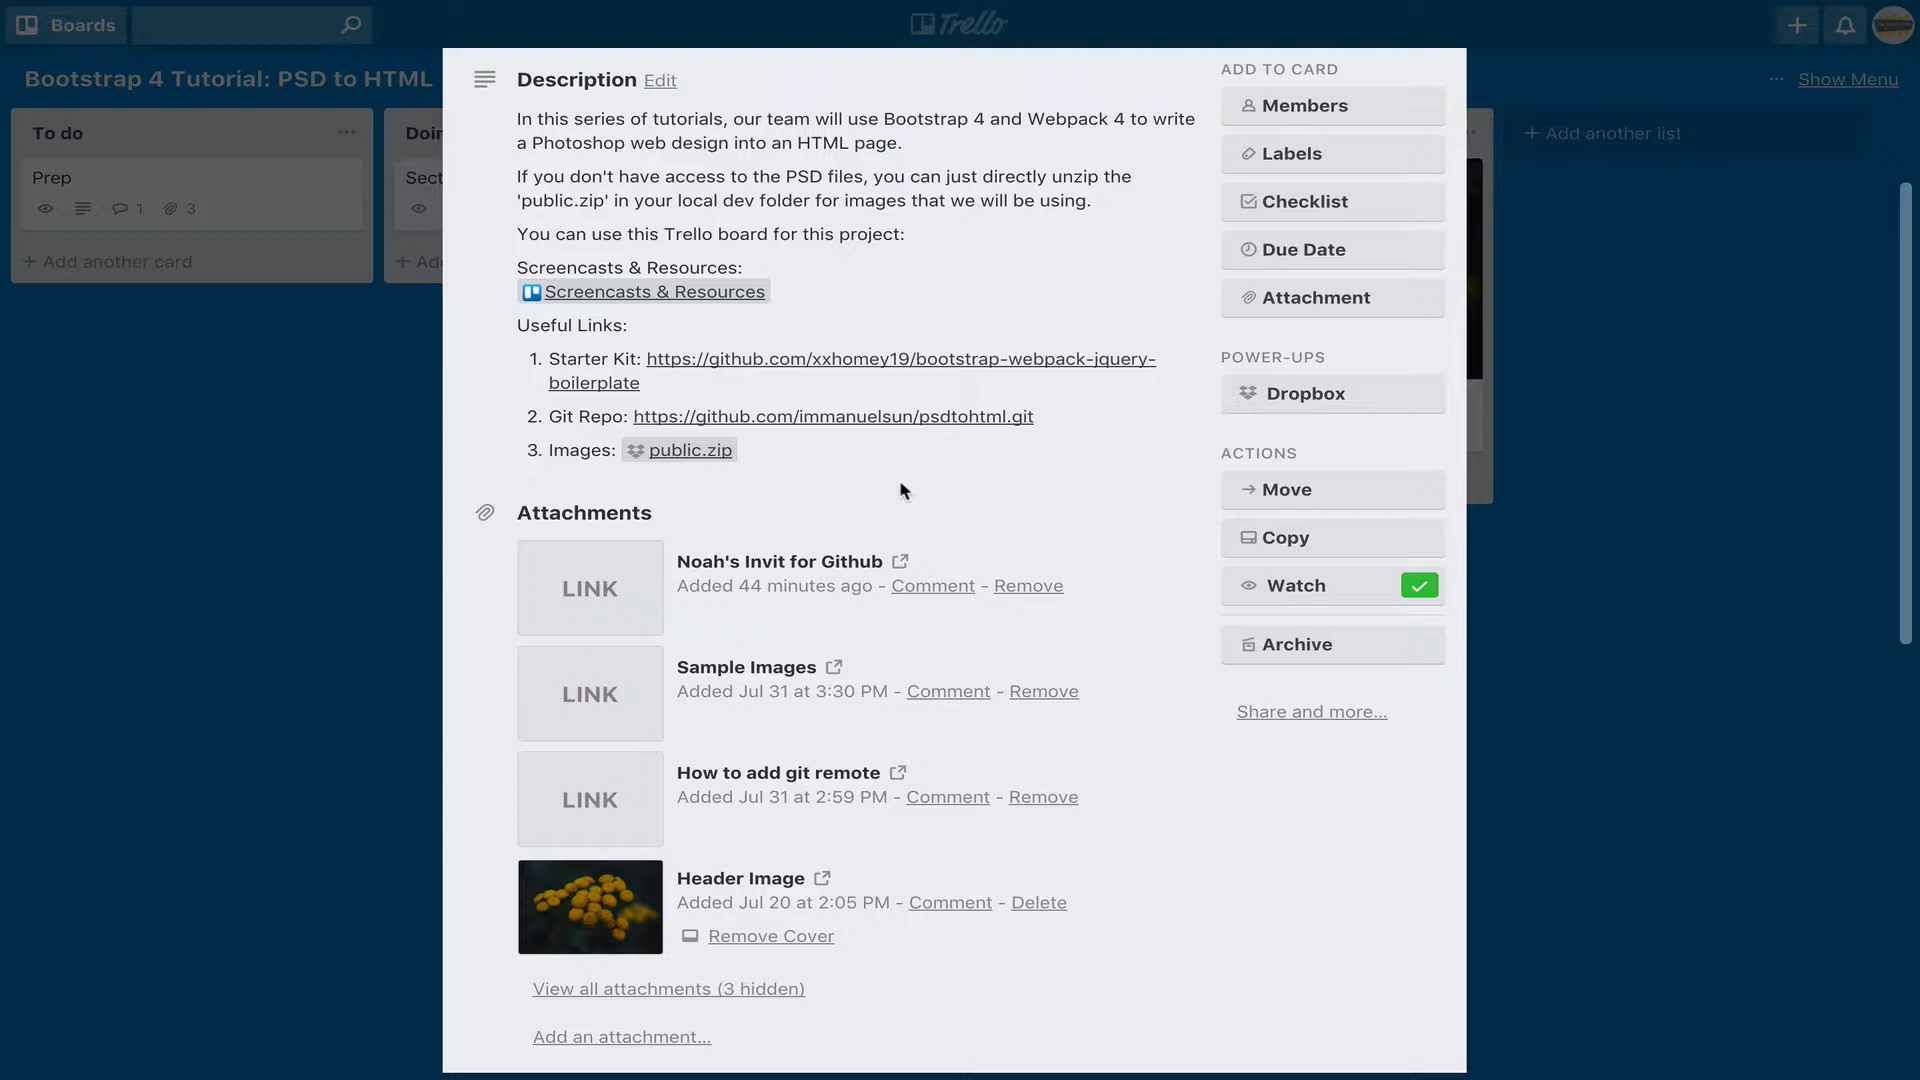 Boards
Trello
Bootstrap 4 Tutorial: PSD to HTML
··· Show Menu
To do ···
Prep
1 3
+ Add another card
Doin
Sect
+ Add
+ Add another list
Description Edit
In this series of tutorials, our team will use Bootstrap 4 and Webpack 4 to write
a Photoshop web design into an HTML page.
If you don't have access to the PSD files, you can just directly unzip the
'public.zip' in your local dev folder for images that we will be using.
You can use this Trello board for this project:
Screencasts & Resources:
Screencasts & Resources
Useful Links:
1. Starter Kit: https://github.com/xxhomey19/bootstrap-webpack-jquery-
boilerplate
2. Git Repo: https://github.com/immanuelsun/psdtohtml.git
3. Images: public.zip
Attachments
LINK
Noah's Invit for Github
Added 44 minutes ago - Comment - Remove
LINK
Sample Images
Added Jul 31 at 3:30 PM - Comment - Remove
LINK
How to add git remote
Added Jul 31 at 2:59 PM - Comment - Remove
Header Image
Added Jul 20 at 2:05 PM - Comment - Delete
Remove Cover
View all attachments (3 hidden)
Add an attachment...
ADD TO CARD
Members
Labels
Checklist
Due Date
Attachment
POWER-UPS
Dropbox
ACTIONS
Move
Copy
Watch
Archive
Share and more...